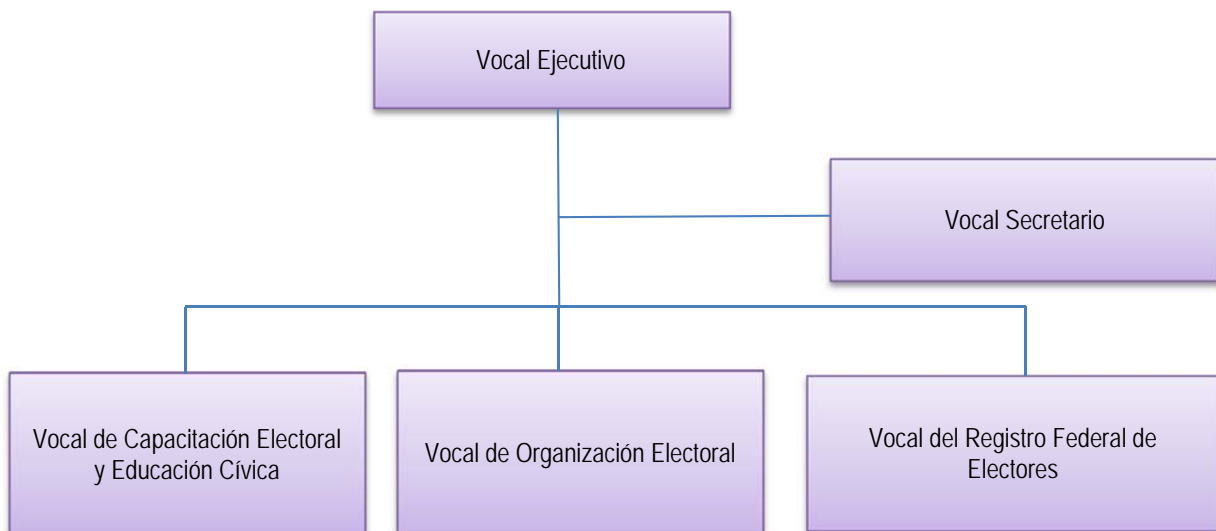 Vocal Ejecutivo
Vocal Secretario
Vocal de Capacitación Electoral
y Educación Cívica
Vocal de Organización Electoral
Vocal del Registro Federal de
Electores